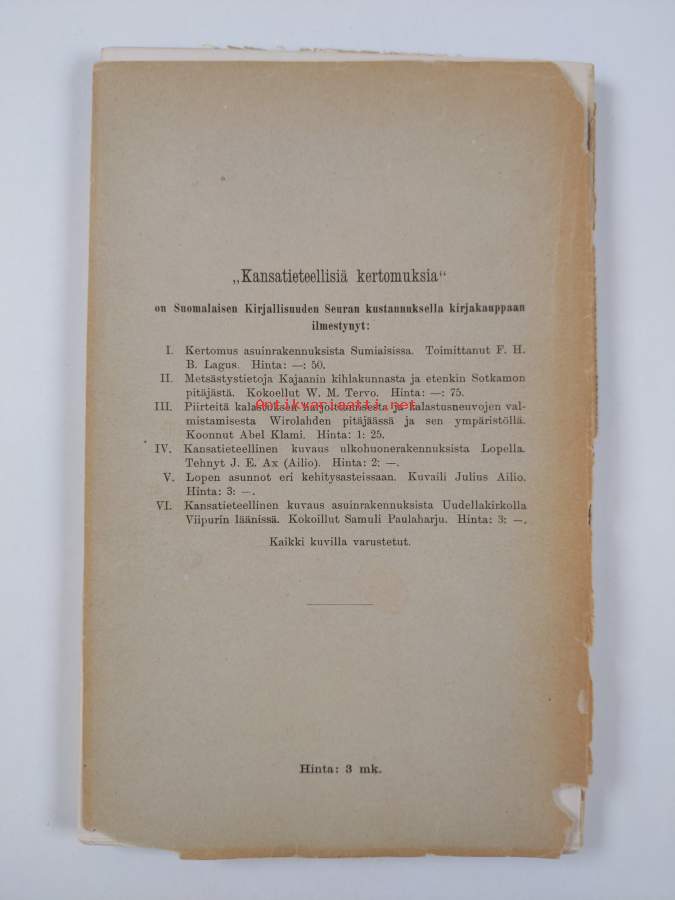 „Kansatieteellisiä kertomuksia“
on Suomalaisen Kirjallisuuden Seuran kustannuksella kirjakauppaan
ilmestynyt:
I. Kertomus asuinrakennuksista Sumiaisissa. Toimittanut F. H.
B. Lagus. Hinta: —: 50.
II. Metsästystietoja Kajaanin kihlakunnasta ja etenkin Sotkamon
pitäjästä. Kokoellut W. M. Tervo. Hinta: —: 75.
Antikvariaatti.net
III. Piirteitä kalastuksen harjoittamisesta ja kalastusneuvojen val-
mistamisesta Wirolahden pitäjäässä ja sen ympäristöllä.
Koonnut Abel Klami. Hinta: 1: 25.
IV. Kansatieteellinen kuvaus ulkohuonerakennuksista Lopella.
Tehnyt J. E. Ax (Ailio). Hinta: 2: —.
V. Lopen asunnot eri kehitysasteissaan. Kuvaili Julius Ailio.
Hinta: 3: —.
VI. Kansatieteellinen kuvaus asuinrakennuksista Uudellakirkolla
Viipurin läänissä. Kokoillut Samuli Paulaharju. Hinta: 3: —.
Kaikki kuvilla varustetut.
Hinta: 3 mk.